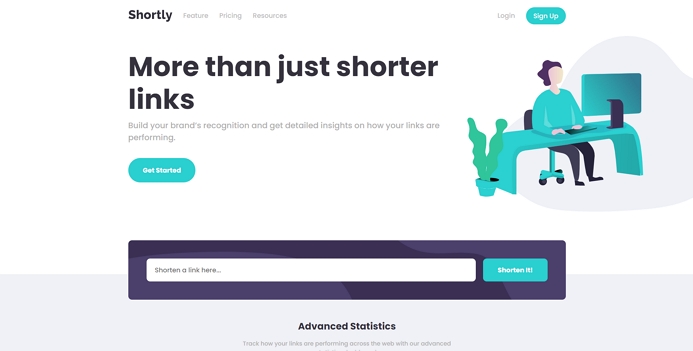 Shortly Feature Pricing Resources Login Sign Up
More than just shorter
links
Build your brand's recognition and get detailed insights on how your links are
performing.
Get Started
Shorten a link here...
Shorten It!
Advanced Statistics
Track how your links are performing across the web with our advanced